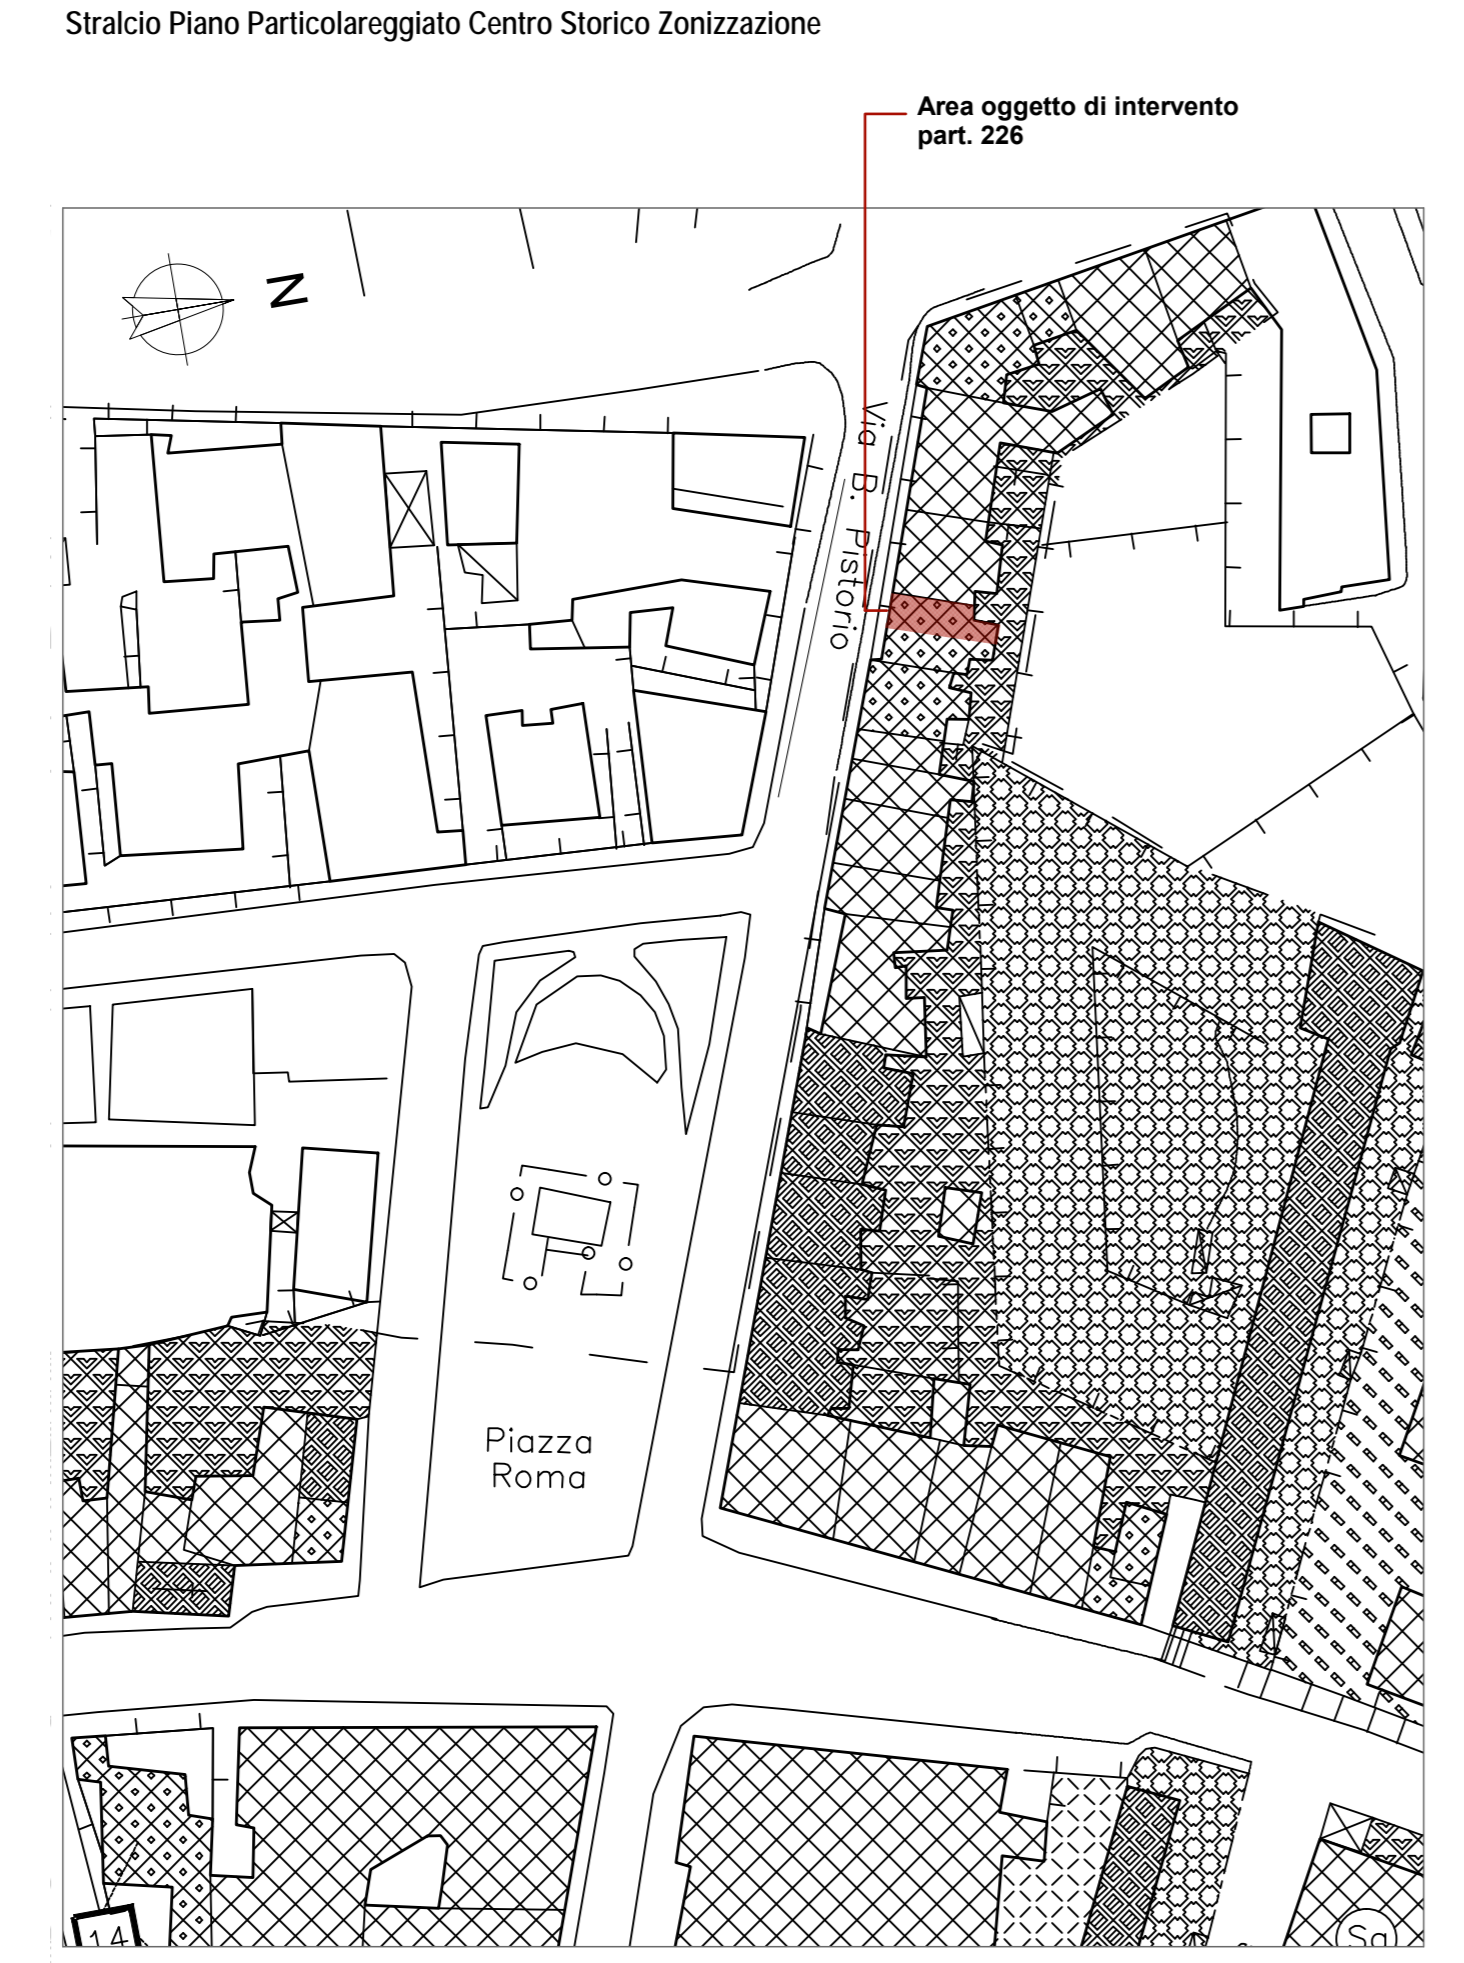 Stralcio Piano Particolareggiato Centro Storico Zonizzazione
Area oggetto di intervento
part. 226
N
Via B. Pistorio
Piazza
Roma
14
Sa